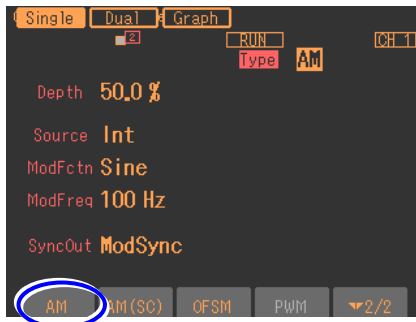 Single Dual Graph
2
RUN CH 1
Type AM
Depth 50.0 %
Source Int
ModFctn Sine
ModFreq 100 Hz
SyncOut ModSync
AM AM(SC) OFSM PWM 2/2